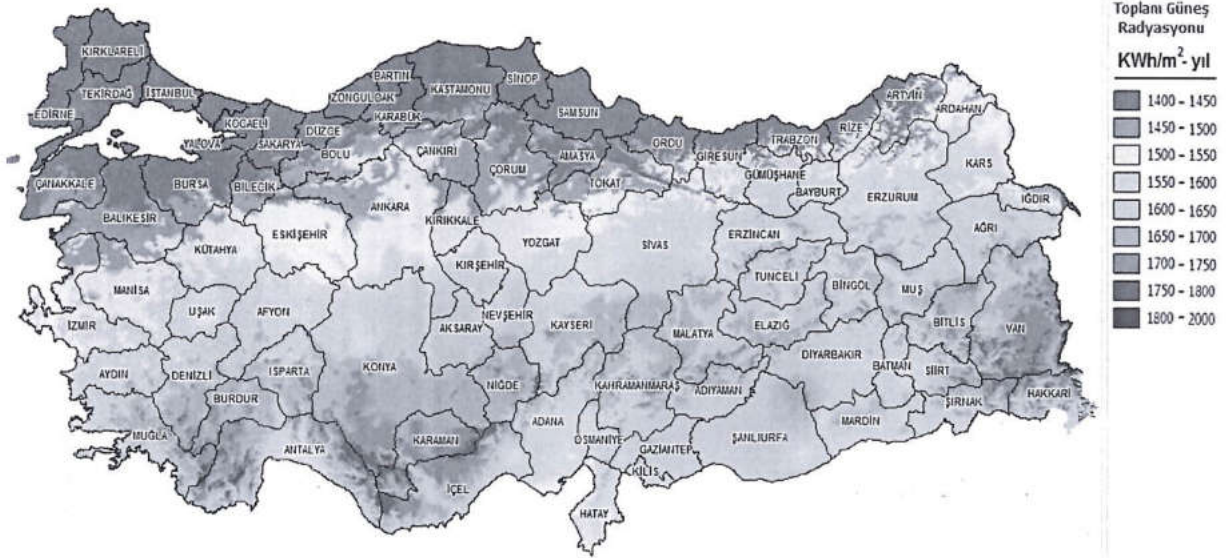 Toplam Güneş
Radyasyonu
KWh/m²- yıl
1400 - 1450
1450 - 1500
1500 - 1550
1550 - 1600
1600 - 1650
1650 - 1700
1700 - 1750
1750 - 1800
1800 - 2000
KIRKLARELİ
TEKİRDAĞ
İSTANBUL
EDİRNE
KOCAELİ
YALOVA
SAKARYA
DÜZCE
BOLU
ZONGULDAK
BARTIN
KARABÜK
KASTAMONU
SİNOP
SAMSUN
ÇANKIRI
ÇORUM
AMASYA
TOKAT
ORDU
GİRESUN
TRABZON
RİZE
ARTVİN
ARDAHAN
KARS
GÜMÜŞHANE
BAYBURT
ERZURUM
IĞDIR
AĞRI
ÇANAKKALE
BURSA
BİLECİK
BALIKESİR
ESKİŞEHİR
ANKARA
KIRIKKALE
YOZGAT
SİVAS
ERZİNCAN
KÜTAHYA
KIRŞEHİR
TUNCELİ
BİNGÖL
MUŞ
MANİSA
UŞAK
AFYON
NEVŞEHİR
AKSARAY
KAYSERİ
MALATYA
ELAZIĞ
BİTLİS
VAN
İZMİR
AYDIN
DENİZLİ
ISPARTA
BURDUR
KONYA
NİĞDE
KAHRAMANMARAŞ
ADIYAMAN
DİYARBAKIR
BATMAN
SİİRT
ŞIRNAK
HAKKARİ
MUĞLA
ANTALYA
KARAMAN
İÇEL
ADANA
OSMANİYE
GAZİANTEP
KİLİS
ŞANLIURFA
MARDİN
HATAY